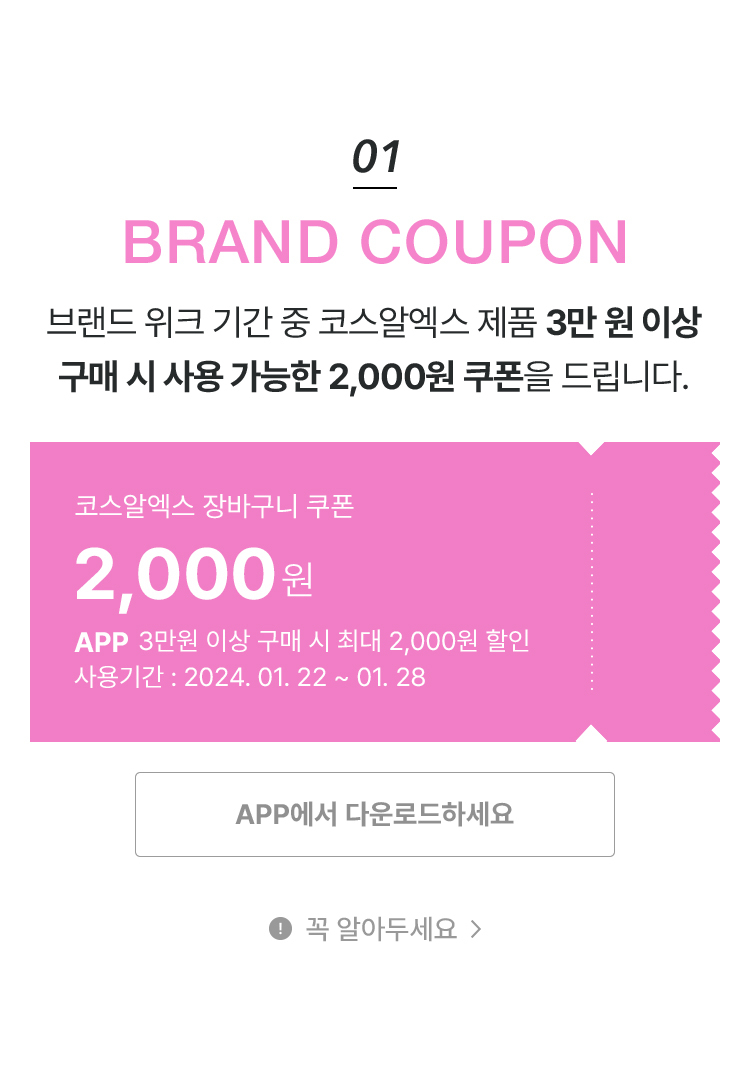 01
BRAND COUPON
브랜드 위크 기간 중 코스알엑스 제품 3만 원 이상
구매 시 사용 가능한 2,000원 쿠폰을 드립니다.
코스알엑스 장바구니 쿠폰
2,000원
APP 3만원 이상 구매 시 최대 2,000원 할인
사용기간 : 2024. 01. 22 ~ 01. 28
APP에서 다운로드하세요
! 꼭 알아두세요 >